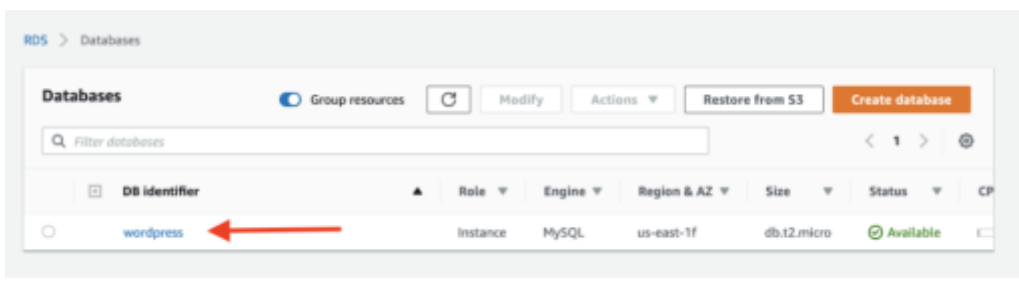 RDS > Databases
Databases Group resources Modify Actions Restore from S3 Create database
Filter databases < 1 >
DB identifier Role Engine Region & AZ Size Status CP
wordpress Instance MySQL us-east-1f db.t2.micro Available